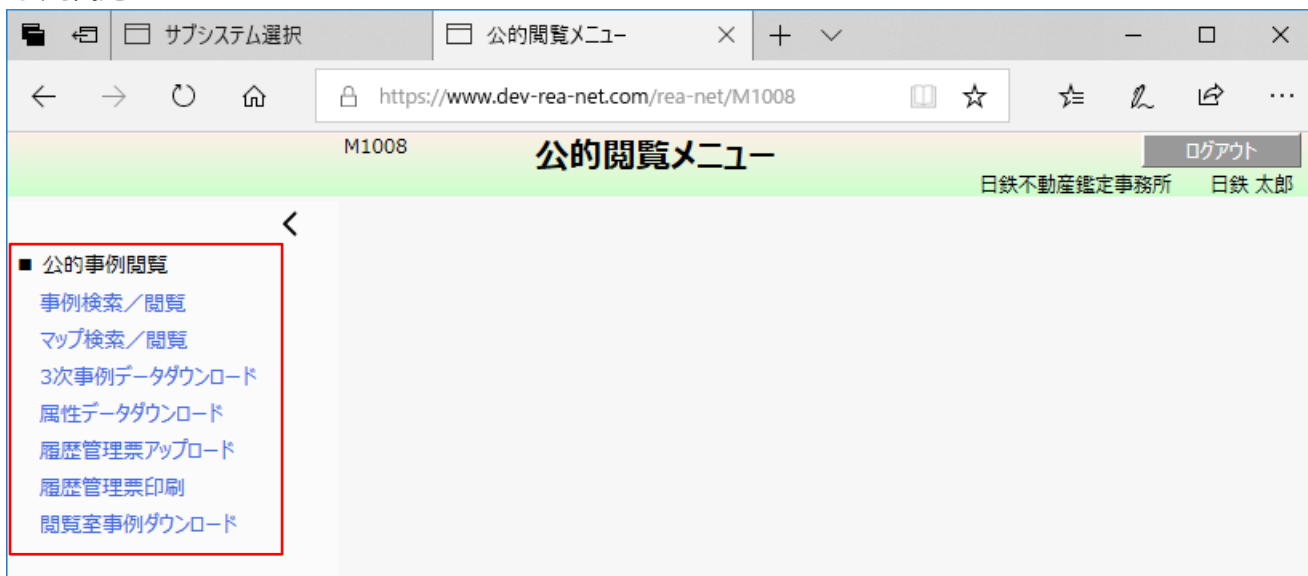 サブシステム選択
公的閲覧メニュー
https://www.dev-rea-net.com/rea-net/M1008
M1008
公的閲覧メニュー
ログアウト
日鉄不動産鑑定事務所 日鉄 太郎
■ 公的事例閲覧
事例検索／閲覧
マップ検索／閲覧
3次事例データダウンロード
属性データダウンロード
履歴管理票アップロード
履歴管理票印刷
閲覧室事例ダウンロード